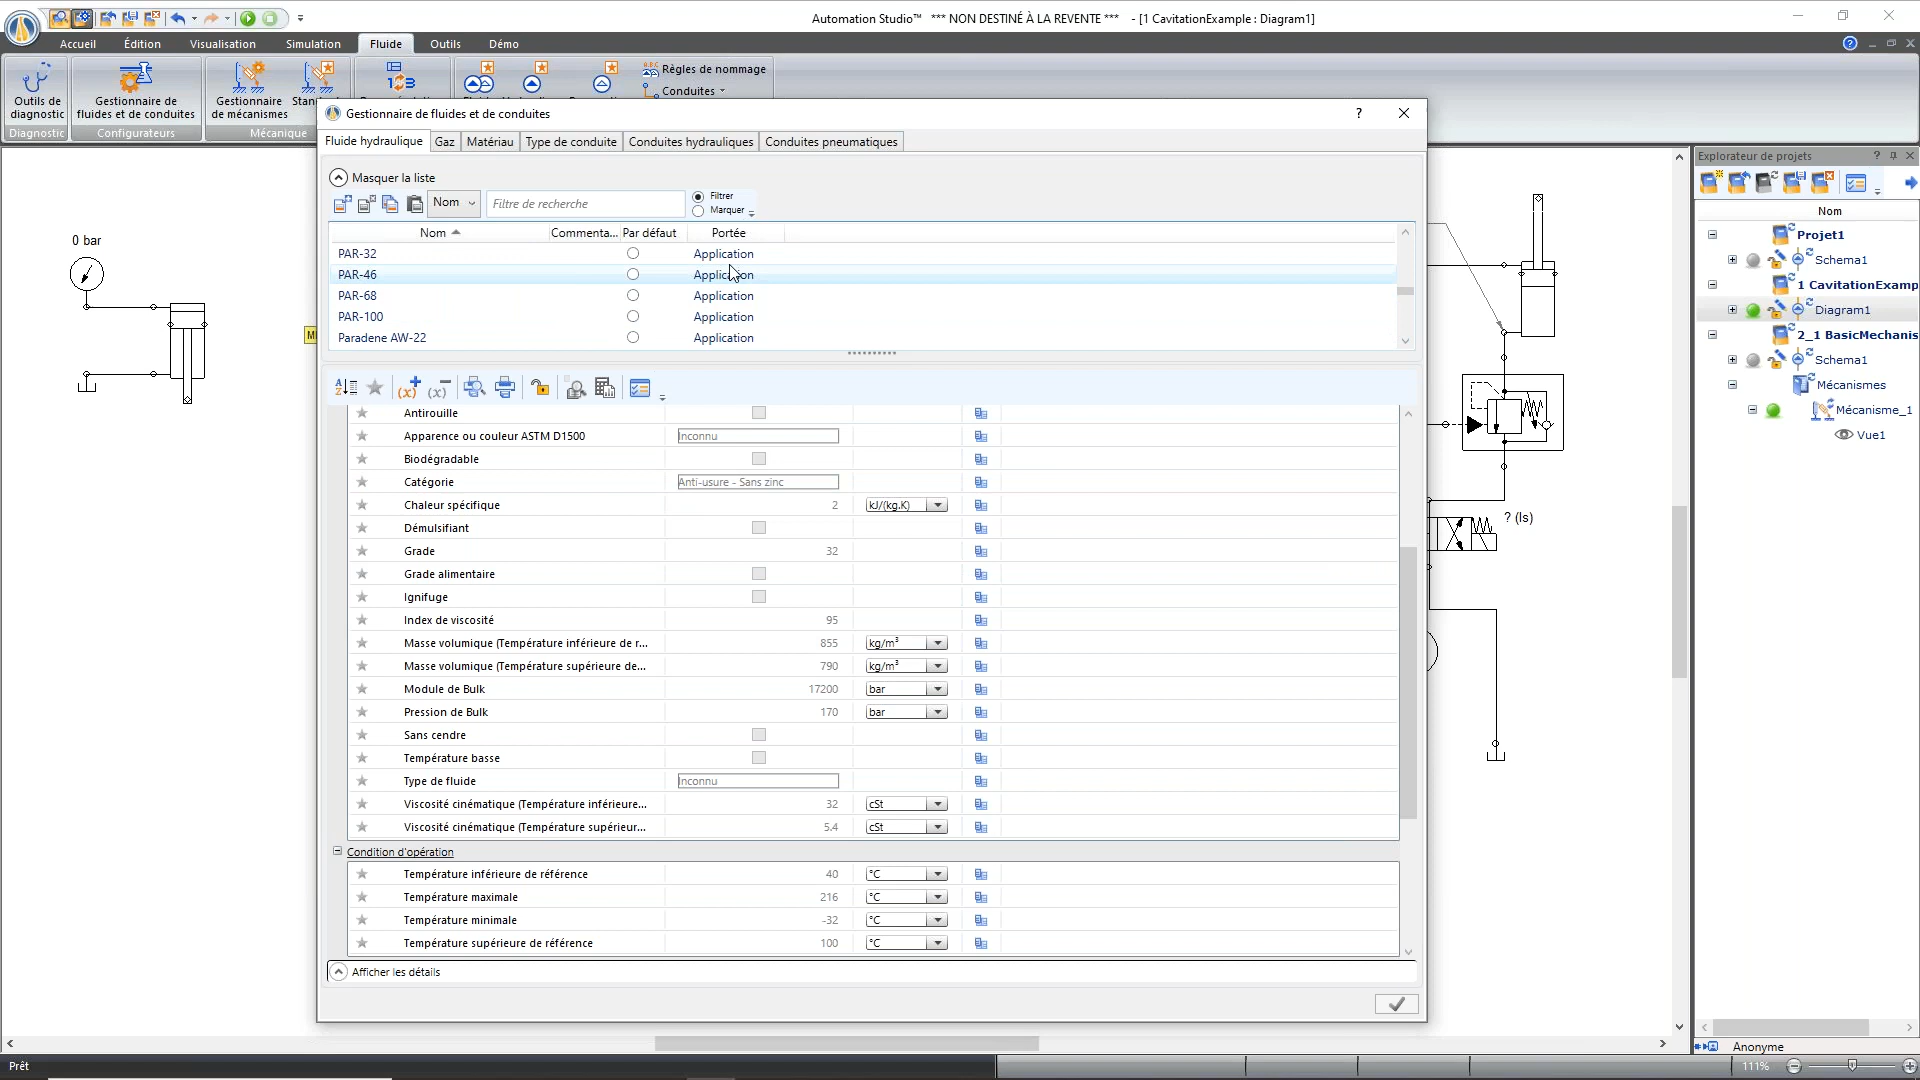 Automation Studio™ *** NON DESTINÉ À LA REVENTE *** - [1 CavitationExample : Diagram1]
Accueil Édition Visualisation Simulation Fluide Outils Démo
Outils de diagnostic
Diagnostic
Gestionnaire de fluides et de conduites
Configurateurs
Gestionnaire de mécanismes
Mécanique
Règles de nommage
Conduites
Gestionnaire de fluides et de conduites
Fluide hydraulique Gaz Matériau Type de conduite Conduites hydrauliques Conduites pneumatiques
Masquer la liste
Nom Filtre de recherche Filtrer
Marquer
Nom Commenta... Par défaut Portée
PAR-32 Application
PAR-46 Application
PAR-68 Application
PAR-100 Application
Paradene AW-22 Application
Antirouille
Apparence ou couleur ASTM D1500 Inconnu
Biodégradable
Catégorie Anti-usure - Sans zinc
Chaleur spécifique 2 kJ/(kg.K)
Démulsifiant
Grade 32
Grade alimentaire
Ignifuge
Index de viscosité 95
Masse volumique (Température inférieure de r... 855 kg/m³
Masse volumique (Température supérieure de... 790 kg/m³
Module de Bulk 17200 bar
Pression de Bulk 170 bar
Sans cendre
Température basse
Type de fluide Inconnu
Viscosité cinématique (Température inférieure... 32 cSt
Viscosité cinématique (Température supérieur... 5.4 cSt
Condition d'opération
Température inférieure de référence 40 °C
Température maximale 216 °C
Température minimale -32 °C
Température supérieure de référence 100 °C
Afficher les détails
0 bar
? (ls)
Explorateur de projets
Nom
Projet1
Schema1
1 CavitationExamp
Diagram1
2_1 BasicMechanis
Schema1
Mécanismes
Mécanisme_1
Vue1
Anonyme
Prêt
111%